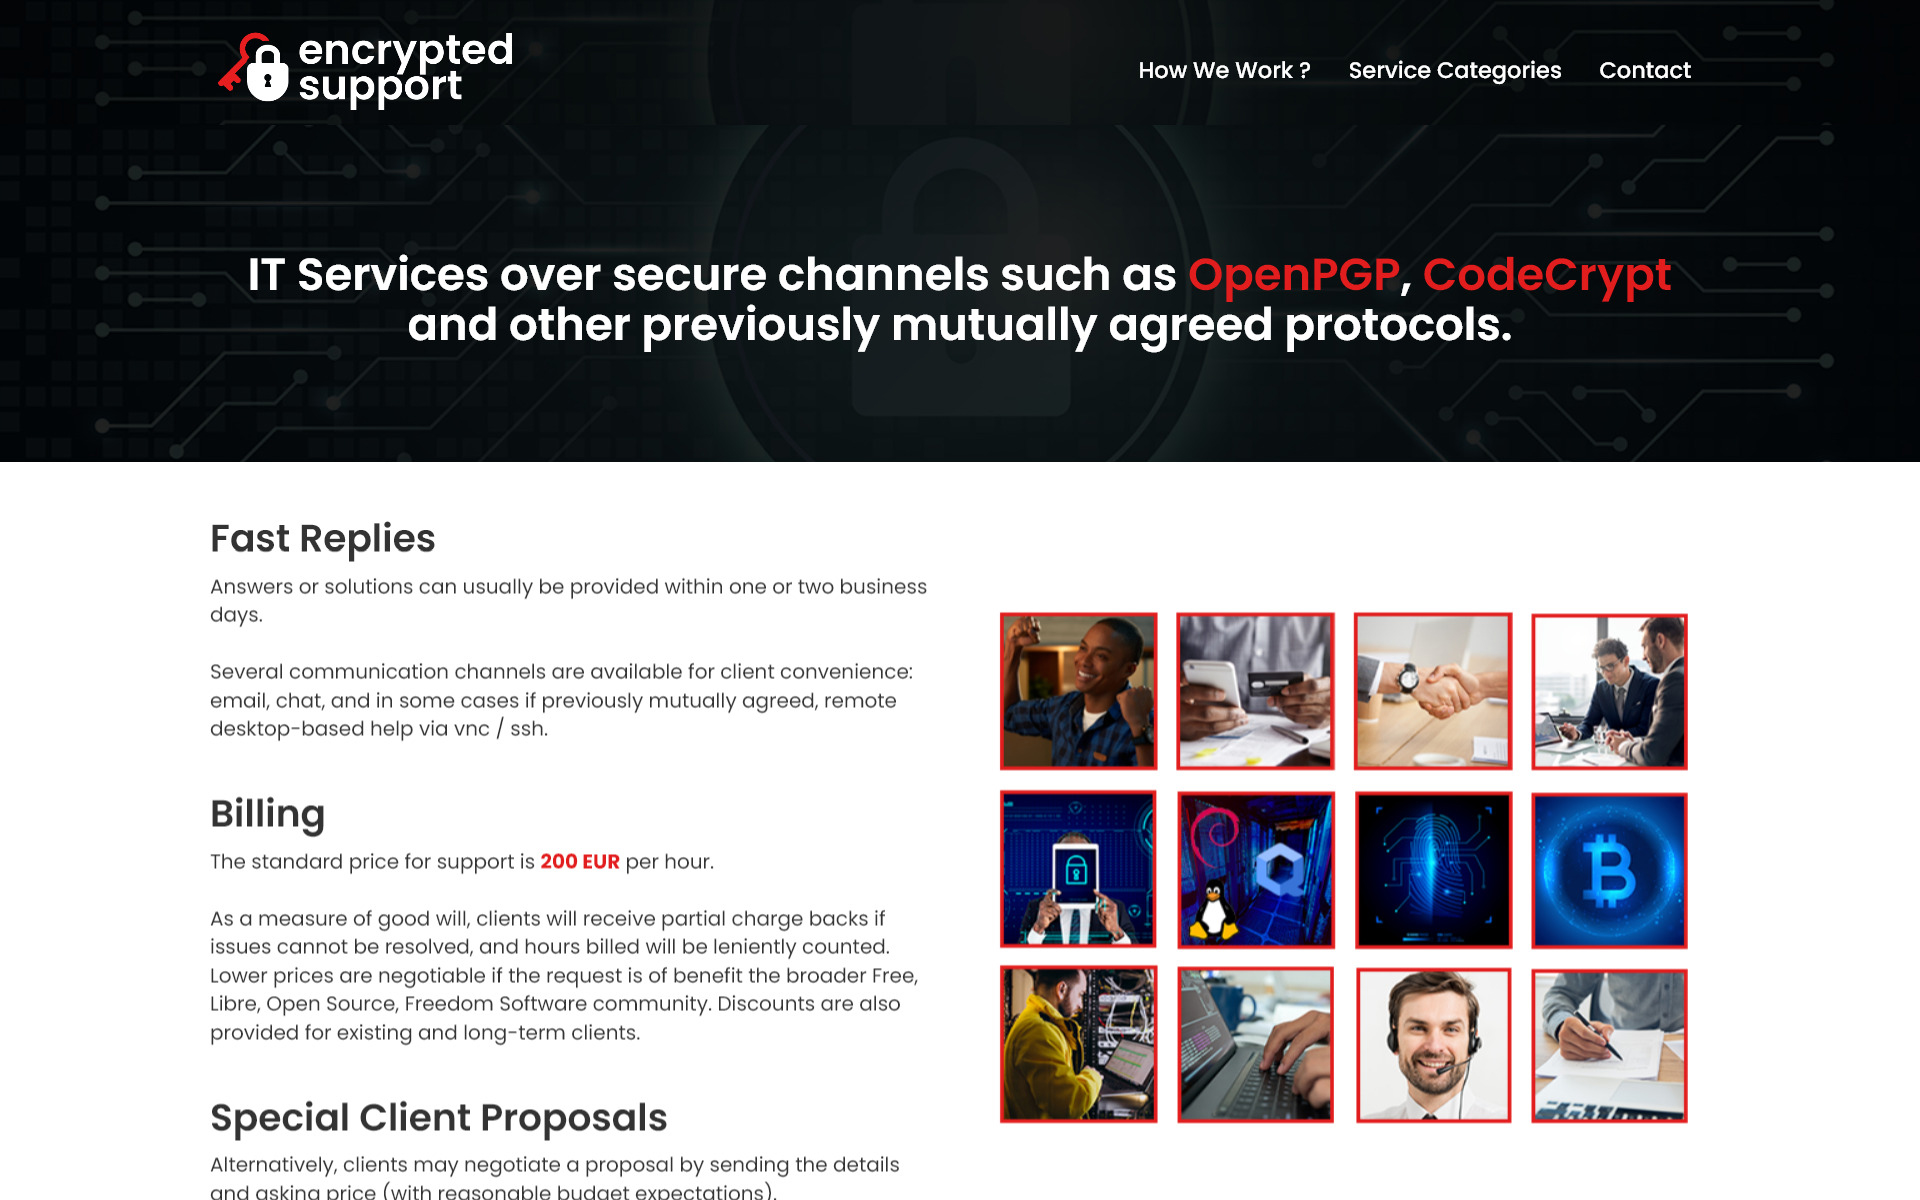 encrypted
support
How We Work ?
Service Categories
Contact
IT Services over secure channels such as OpenPGP, CodeCrypt
and other previously mutually agreed protocols.
Fast Replies
Answers or solutions can usually be provided within one or two business
days.
Several communication channels are available for client convenience:
email, chat, and in some cases if previously mutually agreed, remote
desktop-based help via vnc / ssh.
Billing
The standard price for support is 200 EUR per hour.
As a measure of good will, clients will receive partial charge backs if
issues cannot be resolved, and hours billed will be leniently counted.
Lower prices are negotiable if the request is of benefit the broader Free,
Libre, Open Source, Freedom Software community. Discounts are also
provided for existing and long-term clients.
Special Client Proposals
Alternatively, clients may negotiate a proposal by sending the details
and asking price (with reasonable budget expectations).